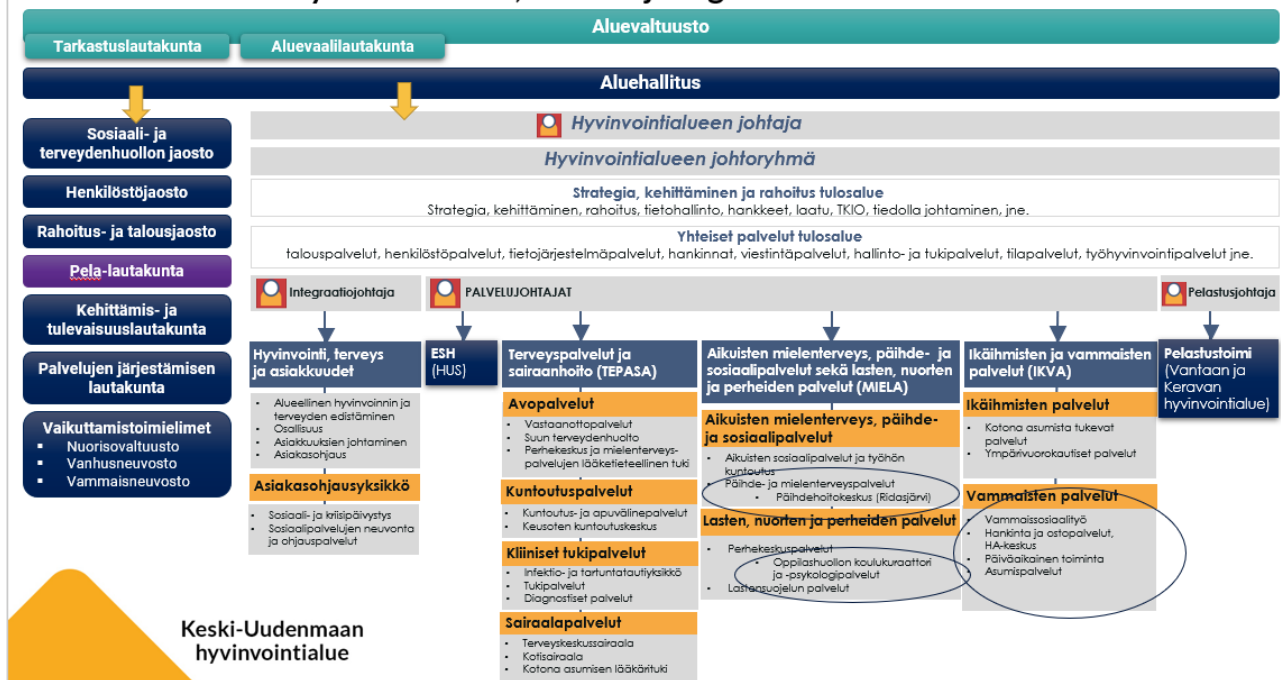 Aluevaltuusto
Tarkastuslautakunta
Aluevaalilautakunta
Aluehallitus
Sosiaali- ja
terveydenhuollon jaosto
Henkilöstöjaosto
Rahoitus- ja talousjaosto
Pela-lautakunta
Kehittämis- ja
tulevaisuuslautakunta
Palvelujen järjestämisen
lautakunta
Vaikuttamistoimielimet
▪ Nuorisovaltuusto
▪ Vanhusneuvosto
▪ Vammaisneuvosto
Hyvinvointialueen johtaja
Hyvinvointialueen johtoryhmä
Strategia, kehittäminen ja rahoitus tulosalue
Strategia, kehittäminen, rahoitus, tietohallinto, hankkeet, laatu, TKIO, tiedolla johtaminen, jne.
Yhteiset palvelut tulosalue
talouspalvelut, henkilöstöpalvelut, tietojärjestelmäpalvelut, hankinnat, viestintäpalvelut, hallinto- ja tukipalvelut, tilapalvelut, työhyvinvointipalvelut jne.
Integraatiojohtaja
PALVELUJOHTAJAT
Pelastusjohtaja
Hyvinvointi, terveys
ja asiakkuudet
• Alueellinen hyvinvoinnin ja
terveyden edistäminen
• Osallisuus
• Asiakkuuksien johtaminen
• Asiakasohjaus
Asiakasohjausyksikkö
• Sosiaali- ja kriisipäivystys
• Sosiaalipalvelujen neuvonta
ja ohjauspalvelut
ESH
(HUS)
Terveyspalvelut ja
sairaanhoito (TEPASA)
Avopalvelut
• Vastaanottopalvelut
• Suun terveydenhuolto
• Perhekeskus ja mielenterveys-
palvelujen lääketieteellinen tuki
Kuntoutuspalvelut
• Kuntoutus- ja apuvälinepalvelut
• Keusoten kuntoutuskeskus
Kliiniset tukipalvelut
• Infektio- ja tartuntatautiyksikkö
• Tukipalvelut
• Diagnostiset palvelut
Sairaalapalvelut
• Terveyskeskussairaala
• Kotisairaala
• Kotona asumisen lääkärituki
Aikuisten mielenterveys, päihde- ja
sosiaalipalvelut sekä lasten, nuorten
ja perheiden palvelut (MIELA)
Aikuisten mielenterveys, päihde-
ja sosiaalipalvelut
• Aikuisten sosiaalipalvelut ja työhön
kuntoutus
• Päihde- ja mielenterveyspalvelut
• Päihdehoitokeskus (Ridasjärvi)
Lasten, nuorten ja perheiden palvelut
• Perhekeskuspalvelut
• Oppilashuollon koulukuraattori
ja -psykologipalvelut
• Lastensuojelun palvelut
Ikäihmisten ja vammaisten
palvelut (IKVA)
Ikäihmisten palvelut
• Kotona asumista tukevat
palvelut
• Ympärivuorokautiset palvelut
Vammaisten palvelut
• Vammaissosiaalityö
• Hankinta ja ostopalvelut,
HA-keskus
• Päiväaikainen toiminta
• Asumispalvelut
Pelastustoimi
(Vantaan ja
Keravan
hyvinvointialue)
Keski-Uudenmaan
hyvinvointialue